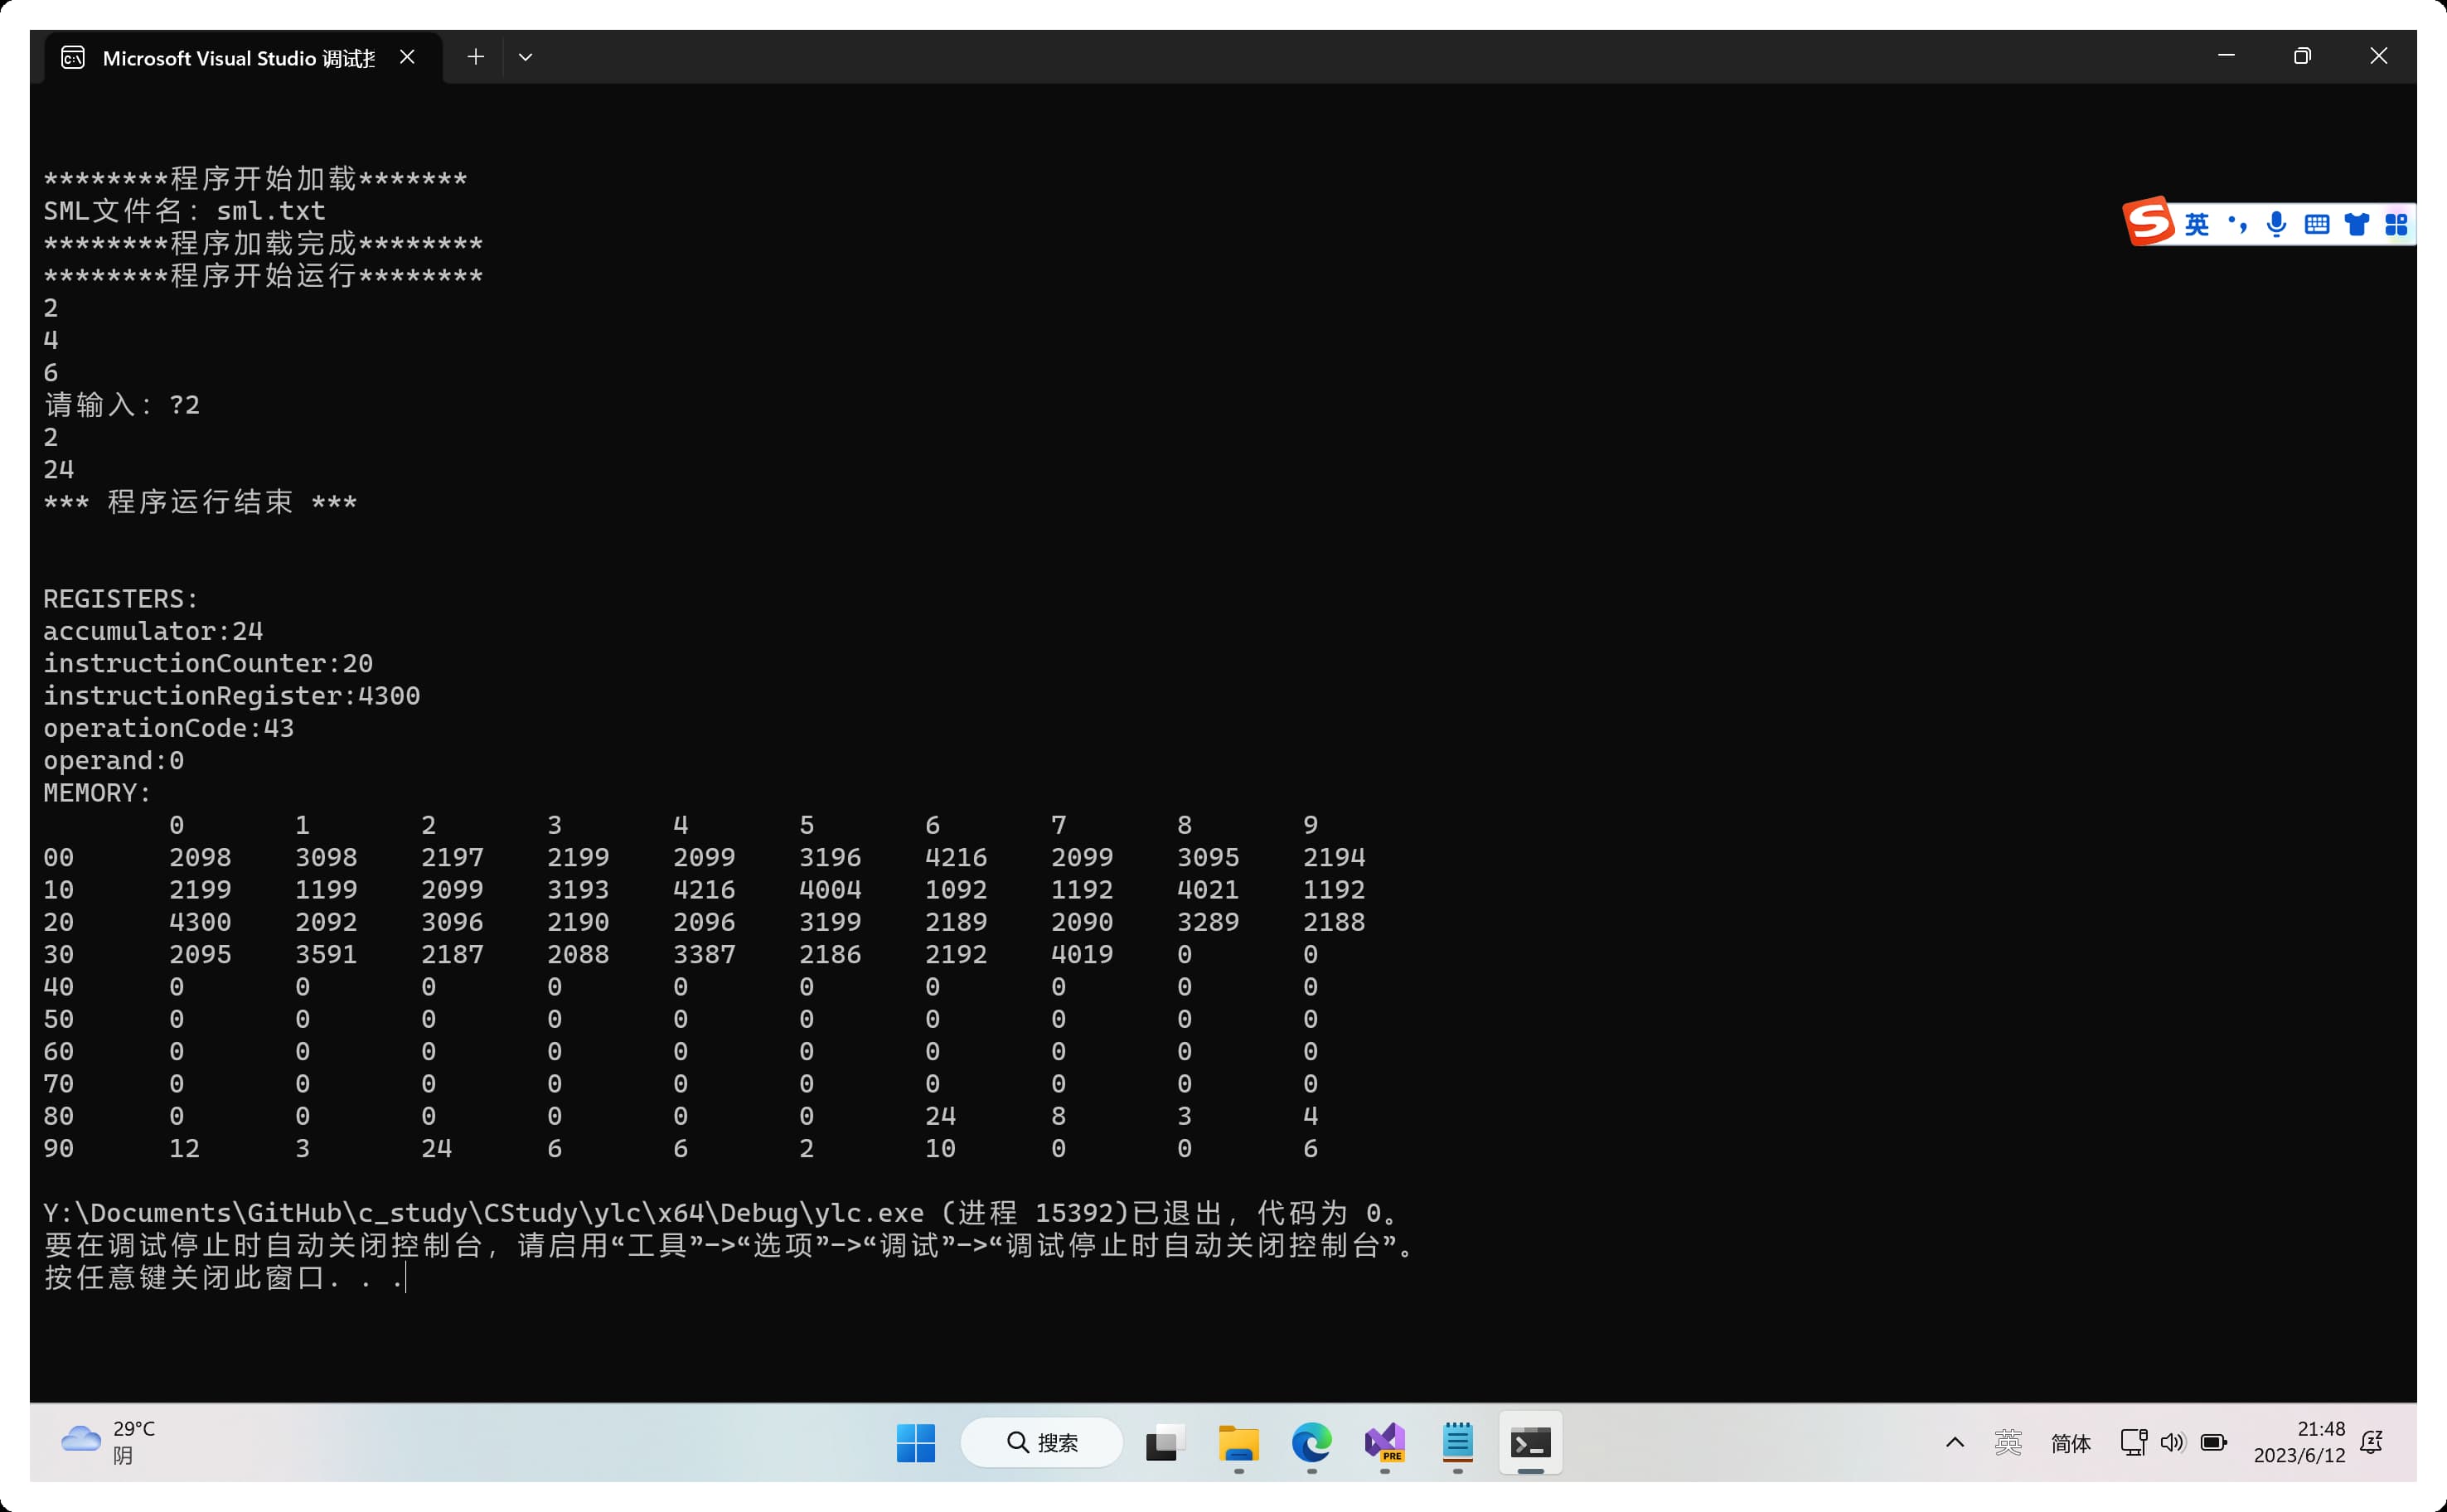 Microsoft Visual Studio 调试控
********程序开始加载*******
SML文件名: sml.txt
********程序加载完成********
********程序开始运行********
2
4
6
请输入: ?2
2
24
*** 程序运行结束 ***
REGISTERS:
accumulator:24
instructionCounter:20
instructionRegister:4300
operationCode:43
operand:0
MEMORY:
0 1 2 3 4 5 6 7 8 9
00 2098 3098 2197 2199 2099 3196 4216 2099 3095 2194
10 2199 1199 2099 3193 4216 4004 1092 1192 4021 1192
20 4300 2092 3096 2190 2096 3199 2189 2090 3289 2188
30 2095 3591 2187 2088 3387 2186 2192 4019 0 0
40 0 0 0 0 0 0 0 0 0 0
50 0 0 0 0 0 0 0 0 0 0
60 0 0 0 0 0 0 0 0 0 0
70 0 0 0 0 0 0 0 0 0 0
80 0 0 0 0 0 0 24 8 3 4
90 12 3 24 6 6 2 10 0 0 6
Y:\Documents\GitHub\c_study\CStudy\ylc\x64\Debug\ylc.exe (进程 15392)已退出，代码为 0。
要在调试停止时自动关闭控制台，请启用“工具”->“选项”->“调试”->“调试停止时自动关闭控制台”。
按任意键关闭此窗口. . .
英
29°C
阴
搜索
PRE
英
简体
21:48
2023/6/12